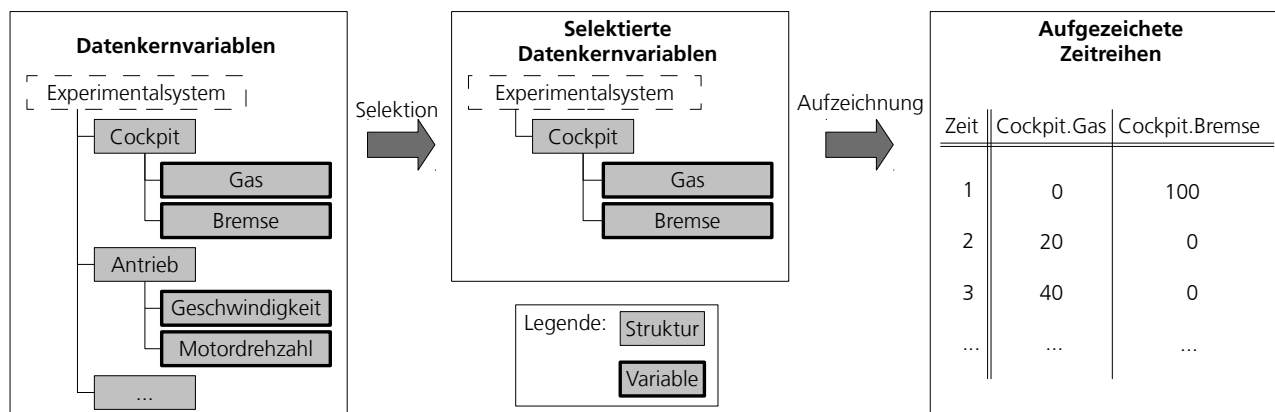 Datenkernvariablen
Experimentalsystem
Cockpit
Gas
Bremse
Antrieb
Geschwindigkeit
Motordrehzahl
...
Selektion
Selektierte
Datenkernvariablen
Experimentalsystem
Cockpit
Gas
Bremse
Legende:
Struktur
Variable
Aufzeichnung
Aufgezeichete
Zeitreihen
Zeit Cockpit.Gas Cockpit.Bremse
1 0 100
2 20 0
3 40 0
... ... ...